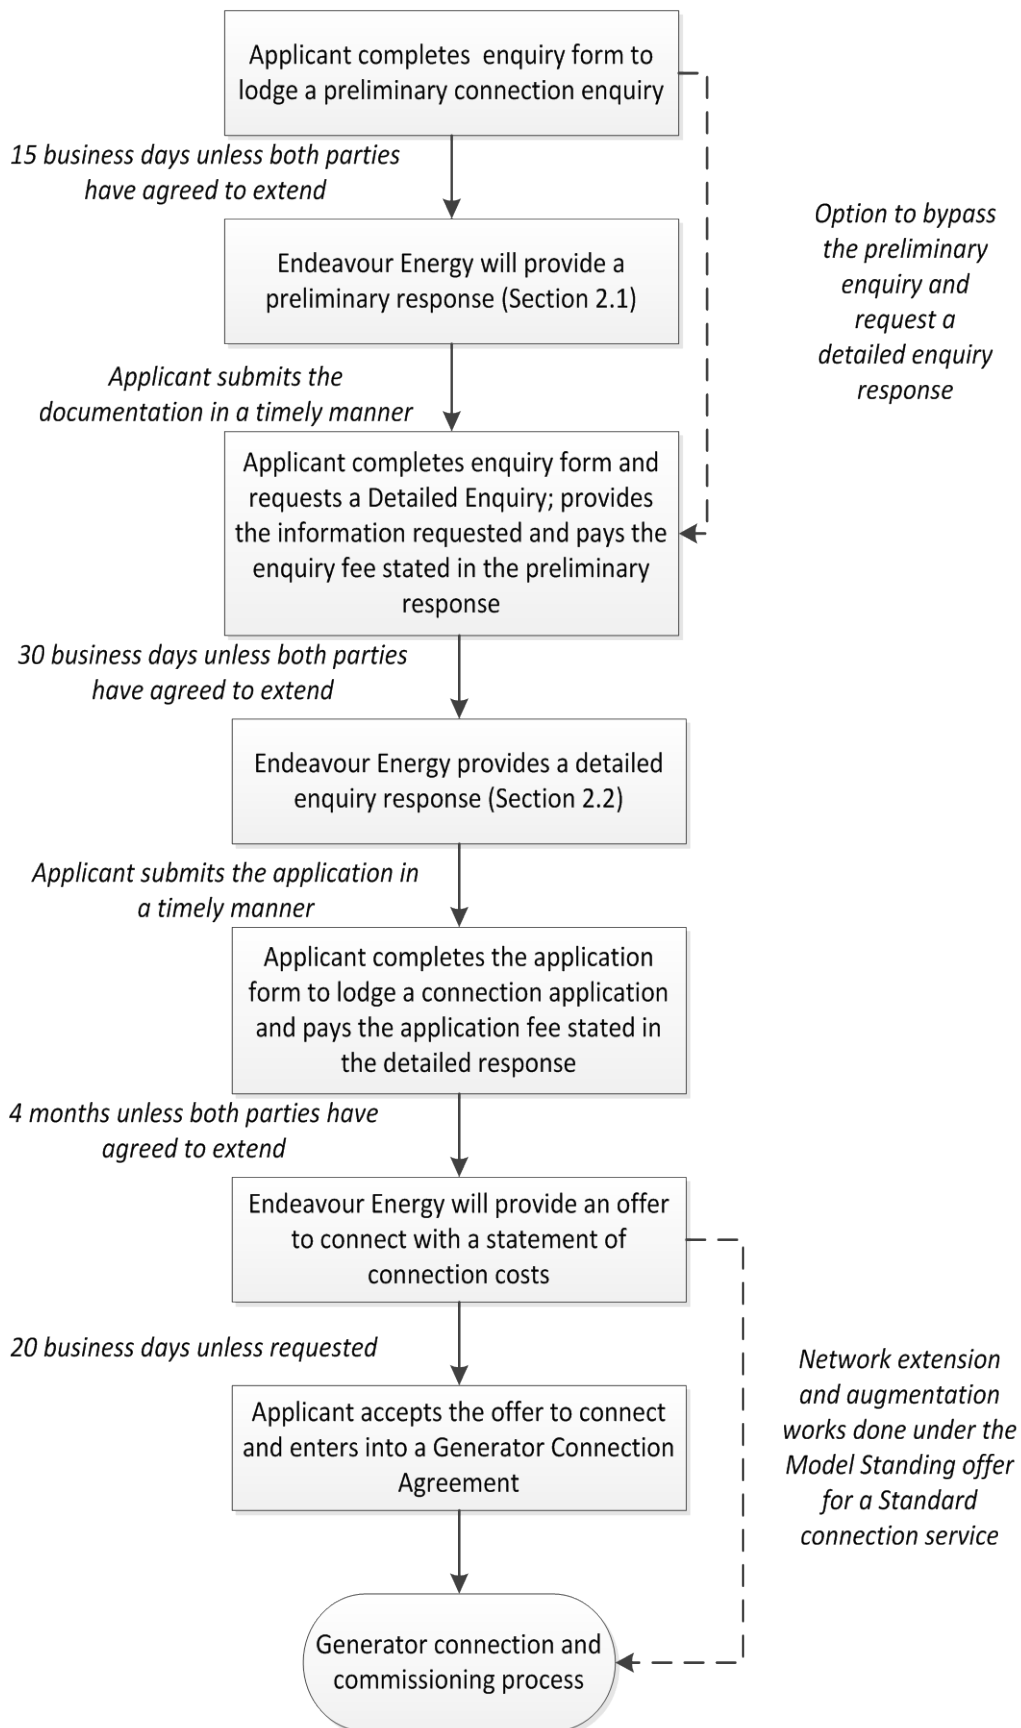 Applicant completes enquiry form to
lodge a preliminary connection enquiry
15 business days unless both parties
have agreed to extend
Option to bypass
the preliminary
enquiry and
request a
detailed enquiry
response
Endeavour Energy will provide a
preliminary response (Section 2.1)
Applicant submits the
documentation in a timely manner
Applicant completes enquiry form and
requests a Detailed Enquiry; provides
the information requested and pays the
enquiry fee stated in the preliminary
response
30 business days unless both parties
have agreed to extend
Endeavour Energy provides a detailed
enquiry response (Section 2.2)
Applicant submits the application in
a timely manner
Applicant completes the application
form to lodge a connection application
and pays the application fee stated in
the detailed response
4 months unless both parties have
agreed to extend
Endeavour Energy will provide an offer
to connect with a statement of
connection costs
20 business days unless requested
Network extension
and augmentation
works done under the
Model Standing offer
for a Standard
connection service
Applicant accepts the offer to connect
and enters into a Generator Connection
Agreement
Generator connection and
commissioning process